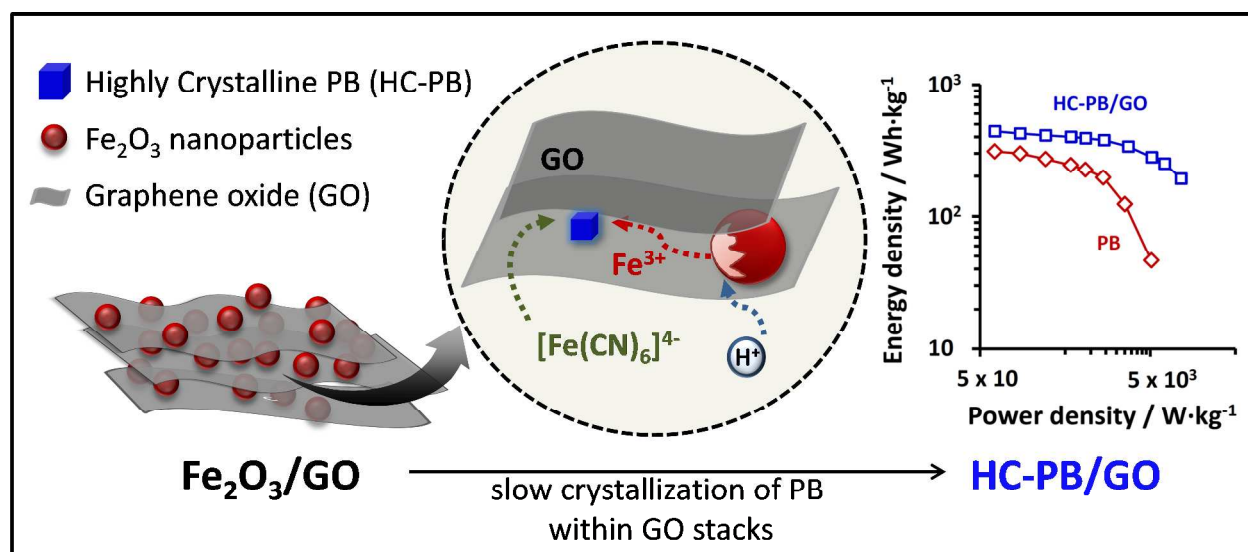 Highly Crystalline PB (HC-PB)
Fe₂O₃ nanoparticles
Graphene oxide (GO)
GO
Fe³⁺
[Fe(CN)₆]⁴⁻
H⁺
Energy density / Wh·kg⁻¹
10³
10²
10
HC-PB/GO
PB
5 x 10
5 x 10³
Power density / W·kg⁻¹
Fe₂O₃/GO
slow crystallization of PB
within GO stacks
HC-PB/GO